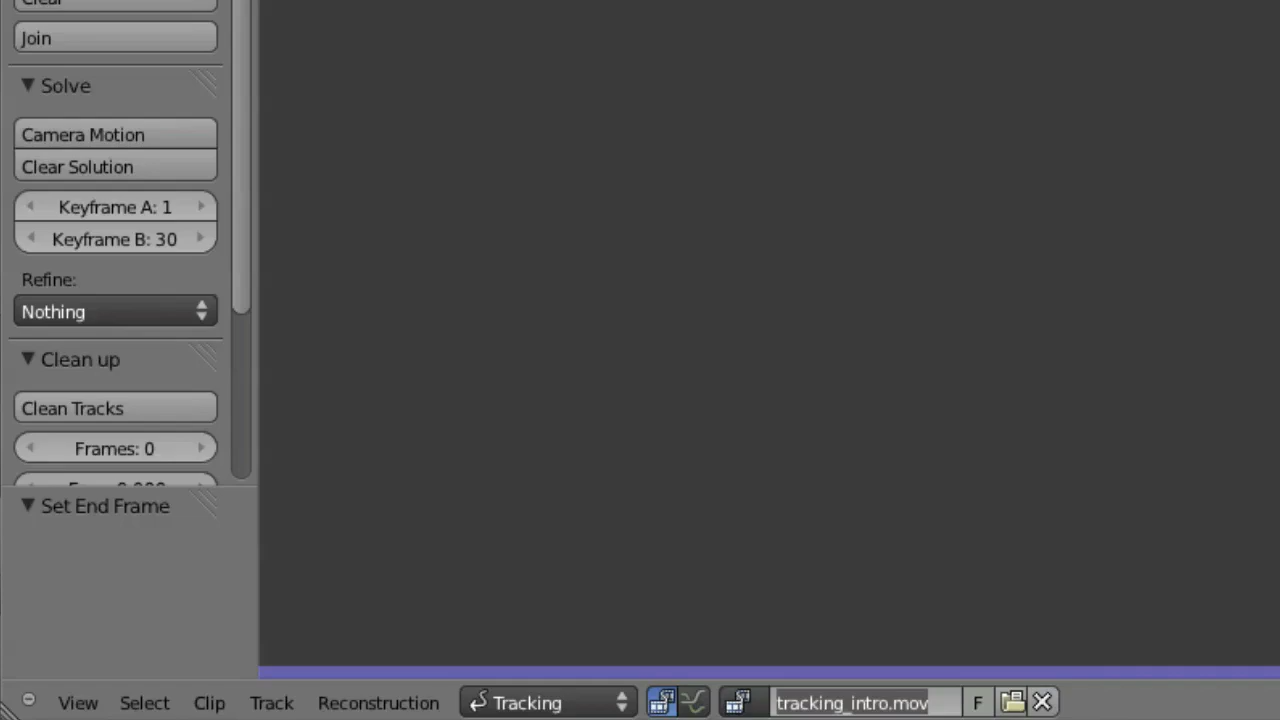 Clear
Join
Solve
Camera Motion
Clear Solution
Keyframe A: 1
Keyframe B: 30
Refine:
Nothing
Clean up
Clean Tracks
Frames: 0
Set End Frame
View Select Clip Track Reconstruction Tracking tracking_intro.mov F